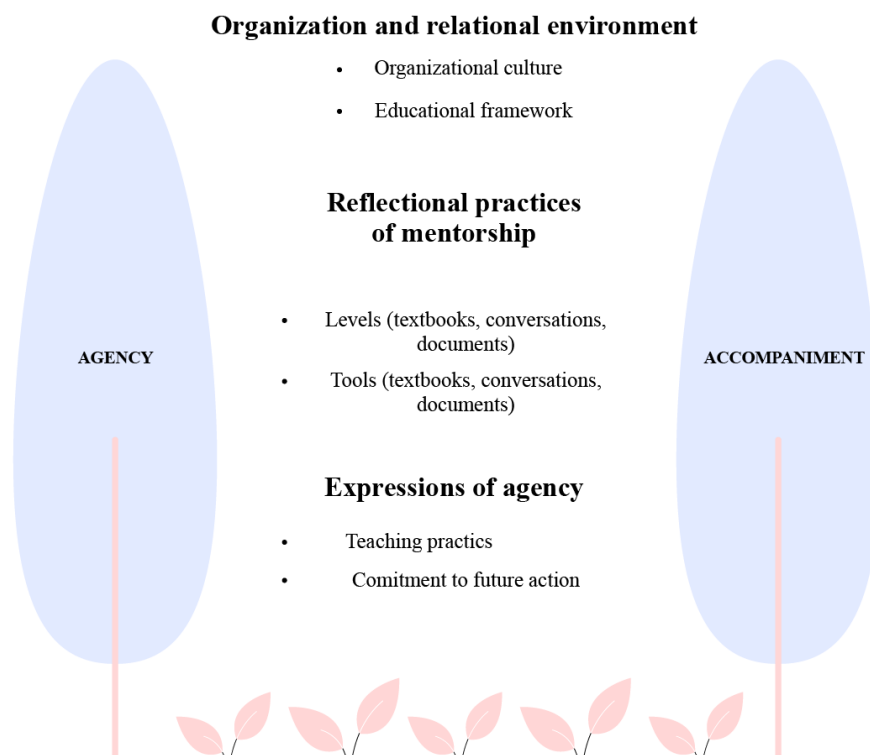 Organization and relational environment
• Organizational culture
• Educational framework
Reflectional practices
of mentorship
• Levels (textbooks, conversations,
documents)
AGENCY
ACCOMPANIMENT
• Tools (textbooks, conversations,
documents)
Expressions of agency
• Teaching practics
• Comitment to future action